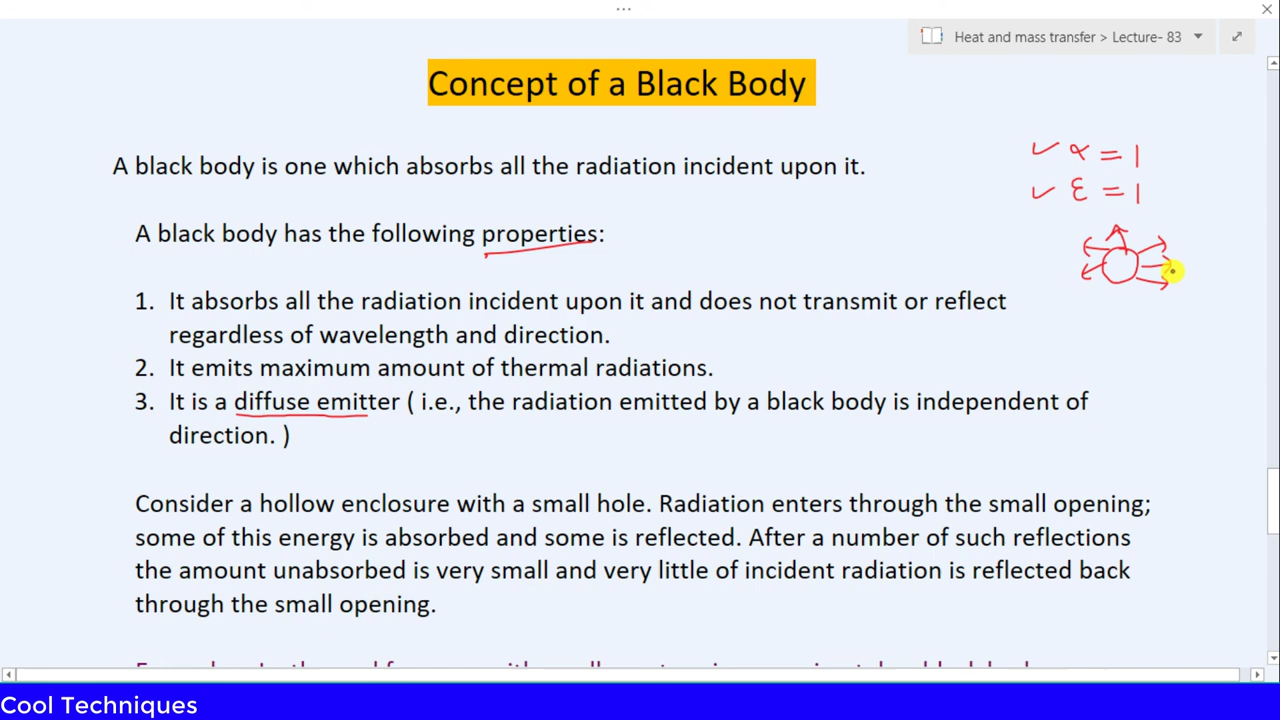 Heat and mass transfer > Lecture- 83
Concept of a Black Body
A black body is one which absorbs all the radiation incident upon it.
✓ α = 1
✓ ε = 1
A black body has the following properties:
1. It absorbs all the radiation incident upon it and does not transmit or reflect
regardless of wavelength and direction.
2. It emits maximum amount of thermal radiations.
3. It is a diffuse emitter ( i.e., the radiation emitted by a black body is independent of
direction. )
Consider a hollow enclosure with a small hole. Radiation enters through the small opening;
some of this energy is absorbed and some is reflected. After a number of such reflections
the amount unabsorbed is very small and very little of incident radiation is reflected back
through the small opening.
Cool Techniques